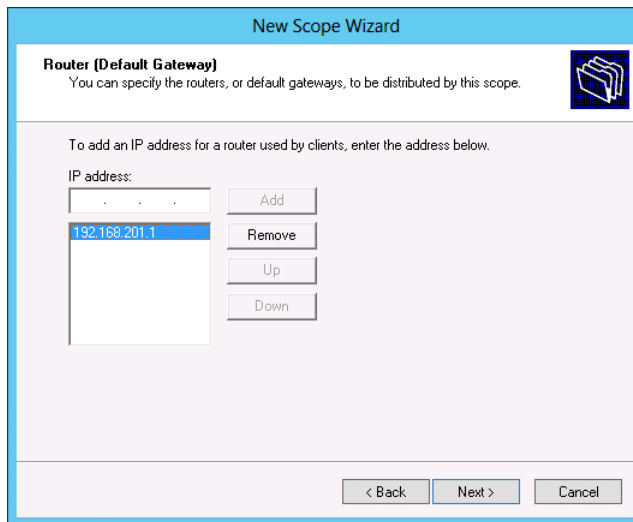 New Scope Wizard
Router (Default Gateway)
You can specify the routers, or default gateways, to be distributed by this scope.
To add an IP address for a router used by clients, enter the address below.
IP address:
. . .
Add
192.168.201.1
Remove
Up
Down
< Back
Next >
Cancel